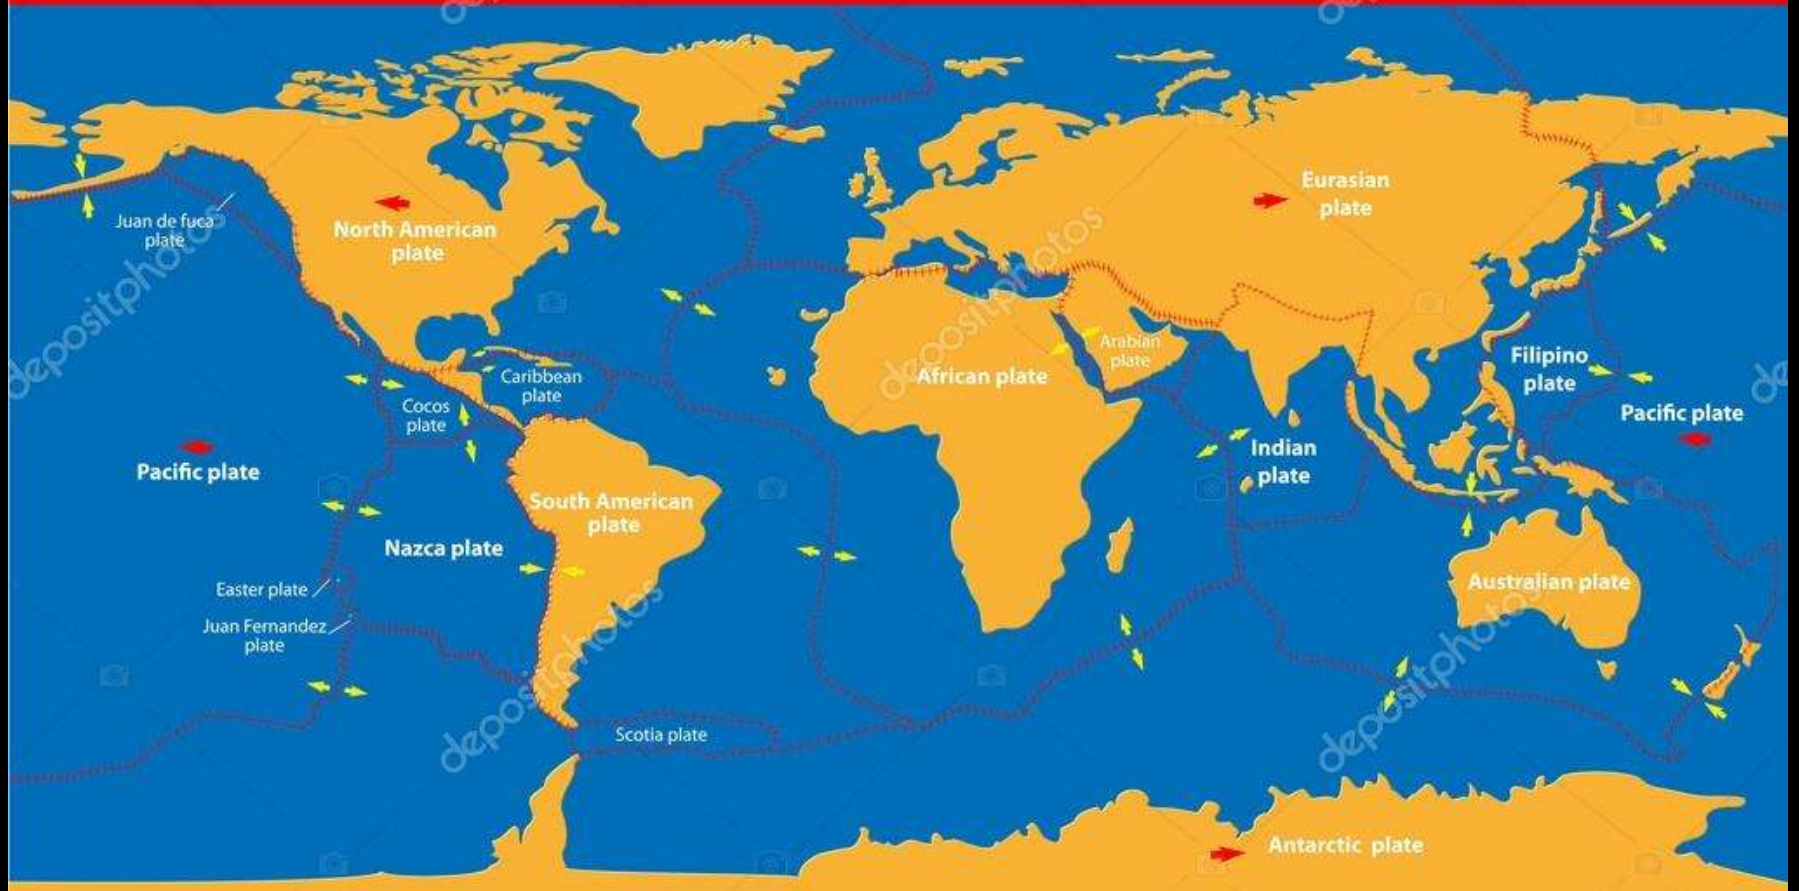 Juan de fuca
plate
North American
plate
Eurasian
plate
Arabian
plate
African plate
Caribbean
plate
Cocos
plate
Filipino
plate
Pacific plate
Indian
plate
Pacific plate
South American
plate
Nazca plate
Easter plate
Juan Fernandez
plate
Australian plate
Scotia plate
Antarctic plate
depositphotos
depositphotos
depositphotos
depositphotos
depositphotos